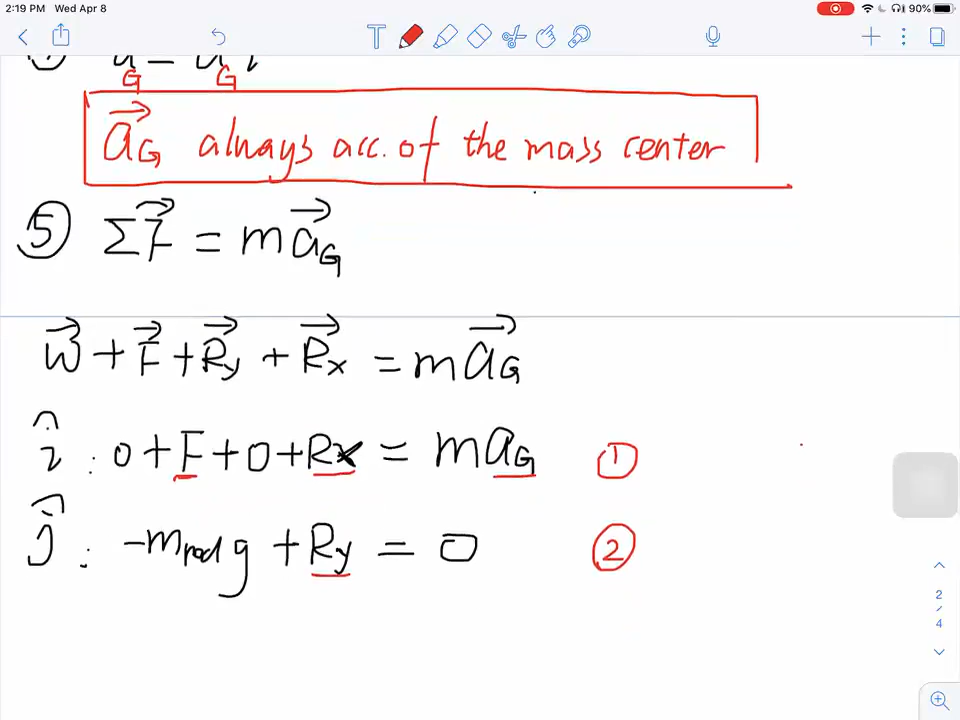 2:19 PM Wed Apr 8
90%
a⃗G always acc. of the mass center
⑤ ΣF⃗ = ma⃗G
W⃗ + F⃗ + R⃗y + R⃗x = ma⃗G
î : 0 + F + 0 + Rx = maG ①
ĵ : -mrod g + Ry = 0 ②
2
/
4